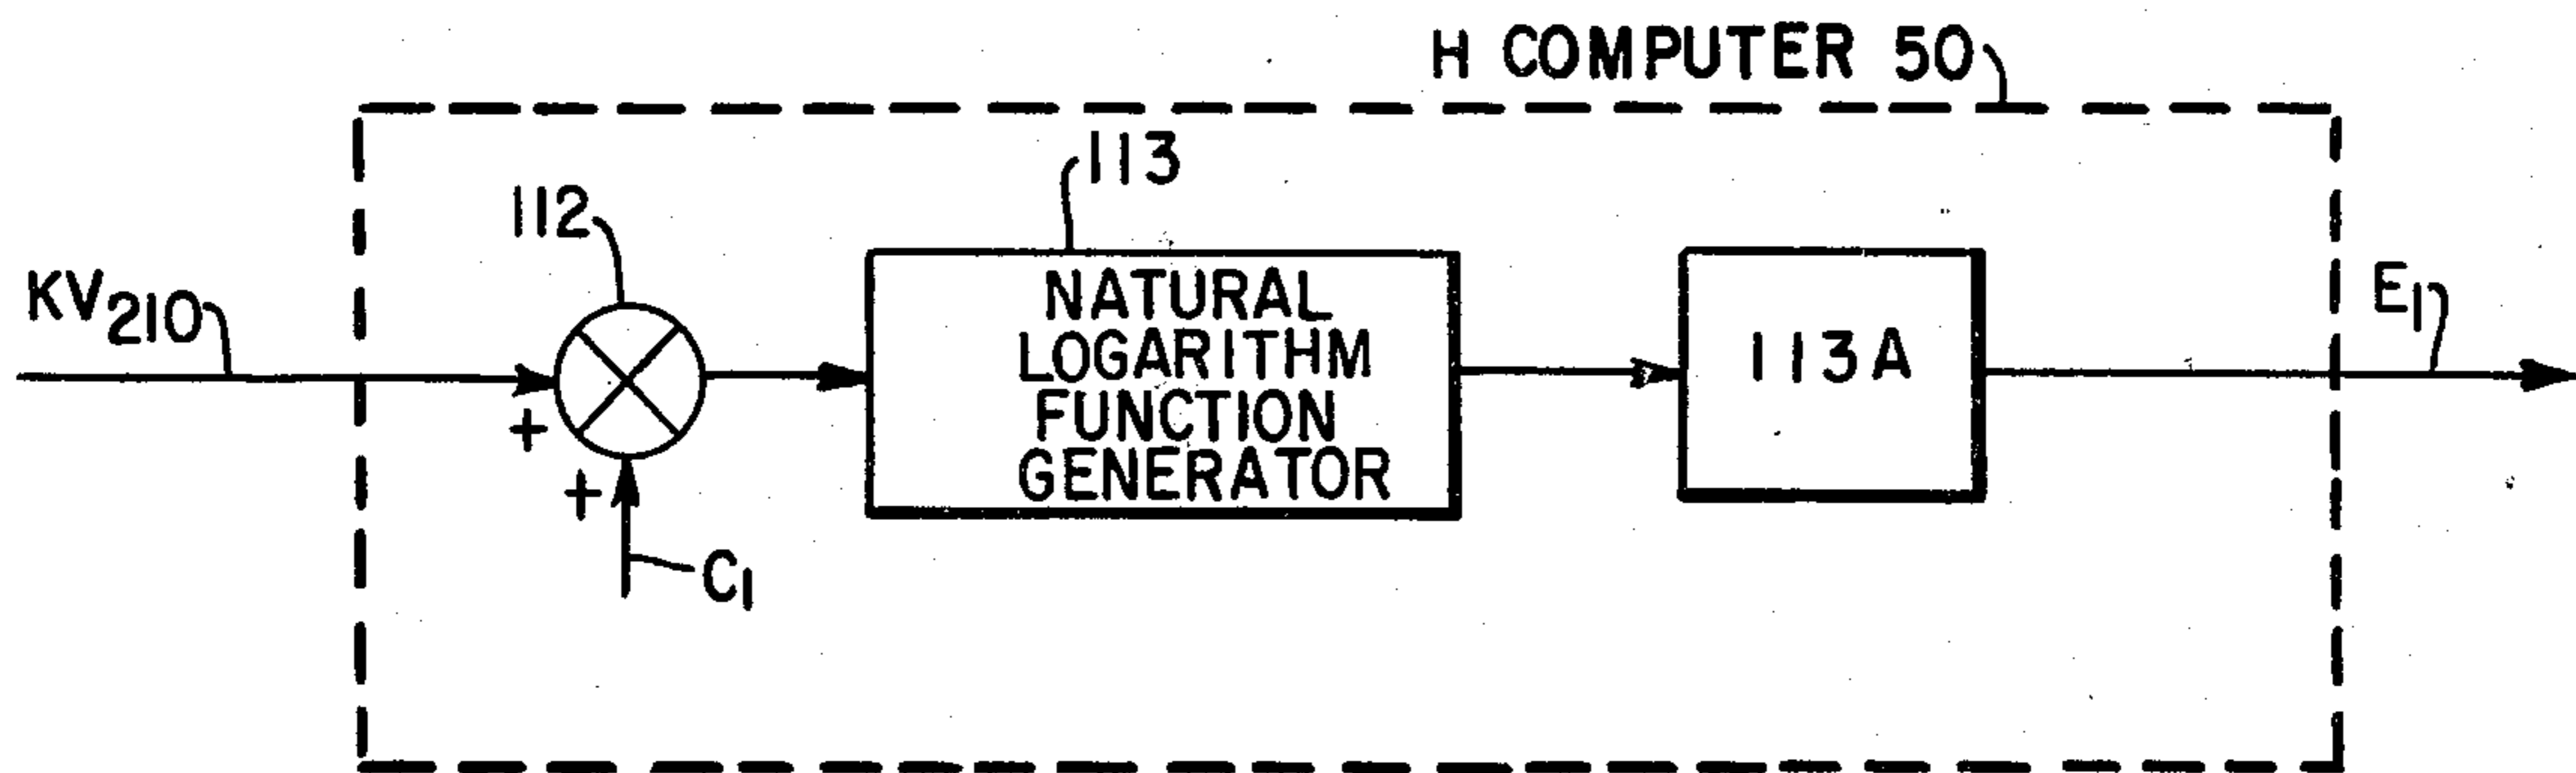 H COMPUTER 50
113
112
KV210
NATURAL
LOGARITHM
FUNCTION
GENERATOR
113A
E1
+
+
C1